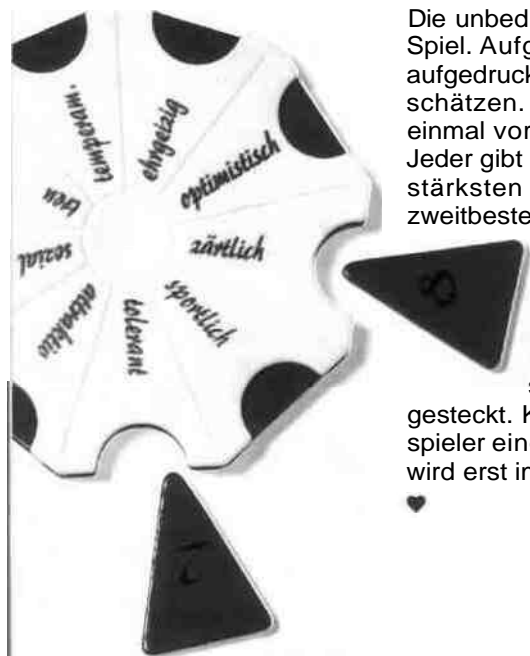 Die unbed
Spiel. Aufg
aufgedruck
schätzen.
einmal vor
Jeder gibt
stärksten
zweitbeste
s
gesteckt. K
spieler ein
wird erst in
♥
temperam.
ehrgeizig
optimistisch
zärtlich
sportlich
tolerant
attraktiv
sozial
treu
8